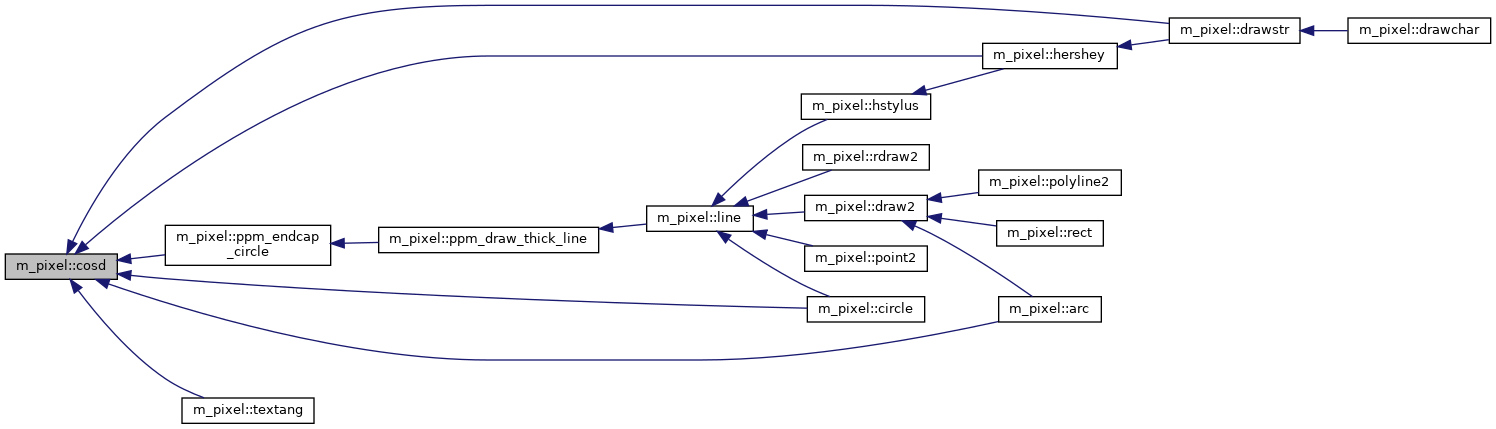 m_pixel::drawstr
m_pixel::drawchar
m_pixel::hershey
m_pixel::hstylus
m_pixel::rdraw2
m_pixel::polyline2
m_pixel::draw2
m_pixel::line
m_pixel::rect
m_pixel::ppm_endcap
_circle
m_pixel::ppm_draw_thick_line
m_pixel::point2
m_pixel::cosd
m_pixel::circle
m_pixel::arc
m_pixel::textang